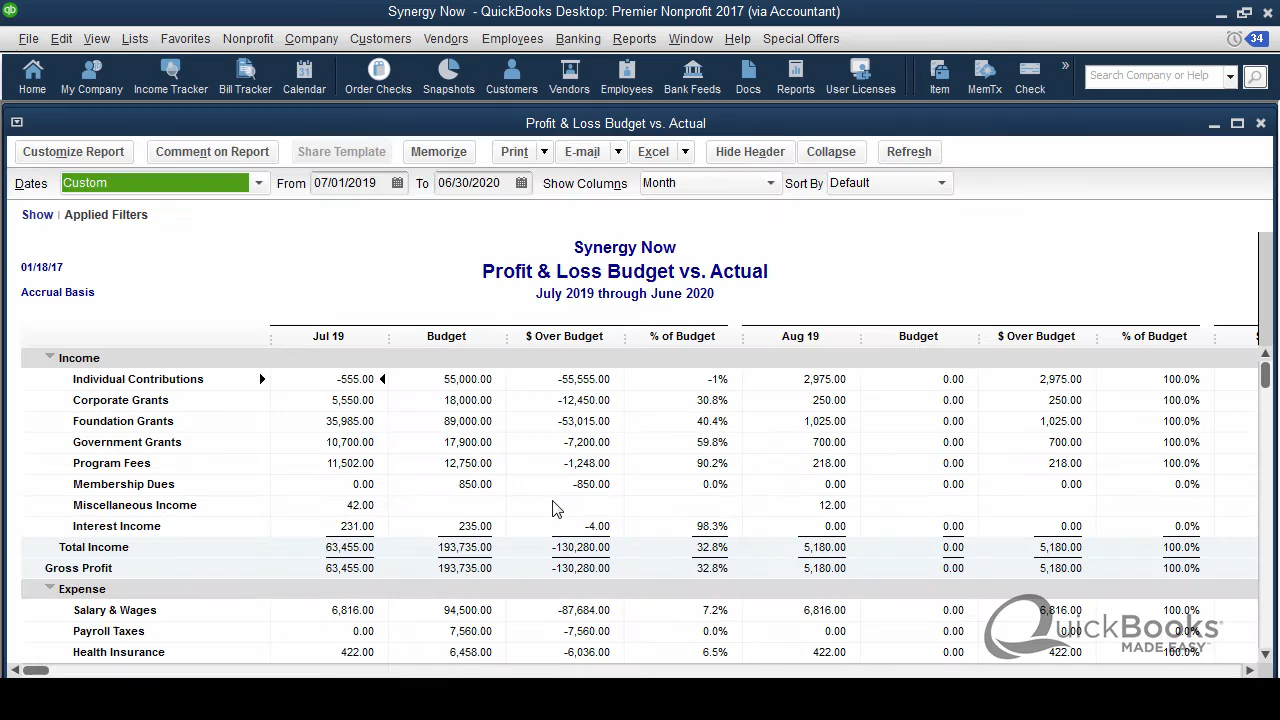 Synergy Now - QuickBooks Desktop: Premier Nonprofit 2017 (via Accountant)
File Edit View Lists Favorites Nonprofit Company Customers Vendors Employees Banking Reports Window Help Special Offers 34
Home My Company Income Tracker Bill Tracker Calendar Order Checks Snapshots Customers Vendors Employees Bank Feeds Docs Reports User Licenses Item MemTx Check » Search Company or Help
Profit & Loss Budget vs. Actual
Customize Report Comment on Report Share Template Memorize Print E-mail Excel Hide Header Collapse Refresh
Dates Custom From 07/01/2019 To 06/30/2020 Show Columns Month Sort By Default
Show | Applied Filters
Synergy Now
01/18/17 Profit & Loss Budget vs. Actual
Accrual Basis July 2019 through June 2020
Jul 19 Budget $ Over Budget % of Budget Aug 19 Budget $ Over Budget % of Budget
Income
Individual Contributions -555.00 55,000.00 -55,555.00 -1% 2,975.00 0.00 2,975.00 100.0%
Corporate Grants 5,550.00 18,000.00 -12,450.00 30.8% 250.00 0.00 250.00 100.0%
Foundation Grants 35,985.00 89,000.00 -53,015.00 40.4% 1,025.00 0.00 1,025.00 100.0%
Government Grants 10,700.00 17,900.00 -7,200.00 59.8% 700.00 0.00 700.00 100.0%
Program Fees 11,502.00 12,750.00 -1,248.00 90.2% 218.00 0.00 218.00 100.0%
Membership Dues 0.00 850.00 -850.00 0.0% 0.00 0.00 0.00 0.0%
Miscellaneous Income 42.00 12.00
Interest Income 231.00 235.00 -4.00 98.3% 0.00 0.00 0.00 0.0%
Total Income 63,455.00 193,735.00 -130,280.00 32.8% 5,180.00 0.00 5,180.00 100.0%
Gross Profit 63,455.00 193,735.00 -130,280.00 32.8% 5,180.00 0.00 5,180.00 100.0%
Expense
Salary & Wages 6,816.00 94,500.00 -87,684.00 7.2% 6,816.00 0.00 6,816.00 100.0%
Payroll Taxes 0.00 7,560.00 -7,560.00 0.0% 0.00 0.00 0.00 0.0%
Health Insurance 422.00 6,458.00 -6,036.00 6.5% 422.00 0.00 422.00 100.0%
QuickBooks
MADE EASY™